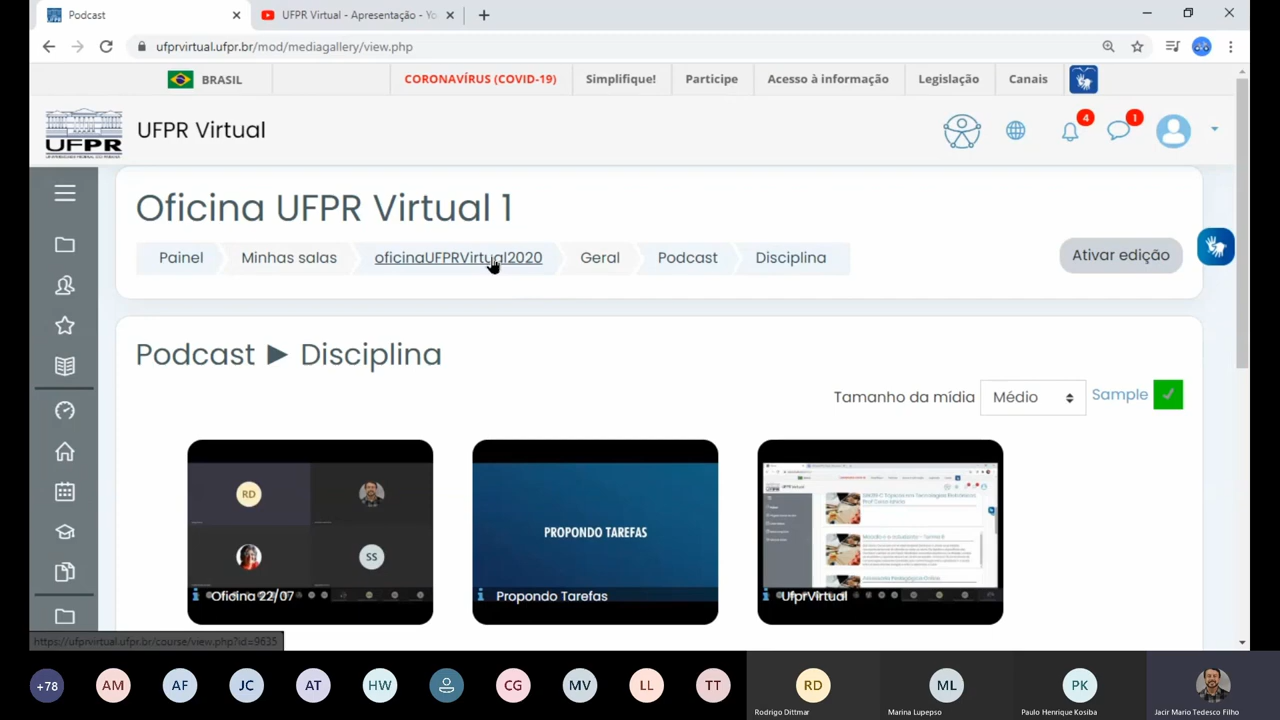 Podcast
UFPR Virtual - Apresentação - Yo
ufprvirtual.ufpr.br/mod/mediagallery/view.php
BRASIL
CORONAVÍRUS (COVID-19)
Simplifique!
Participe
Acesso à informação
Legislação
Canais
UFPR
UFPR Virtual
4
1
Oficina UFPR Virtual 1
Painel
Minhas salas
oficinaUFPRVirtual2020
Geral
Podcast
Disciplina
Ativar edição
Podcast ► Disciplina
Tamanho da mídia
Médio
Sample
RD
SS
Oficina 22/07
PROPONDO TAREFAS
Propondo Tarefas
UfprVirtual
https://ufprvirtual.ufpr.br/course/view.php?id=9635
+78
AM
AF
JC
AT
HW
CG
MV
LL
TT
RD
Rodrigo Dittmar
ML
Marina Lupepso
PK
Paulo Henrique Kosiba
Jacir Mario Tedesco Filho